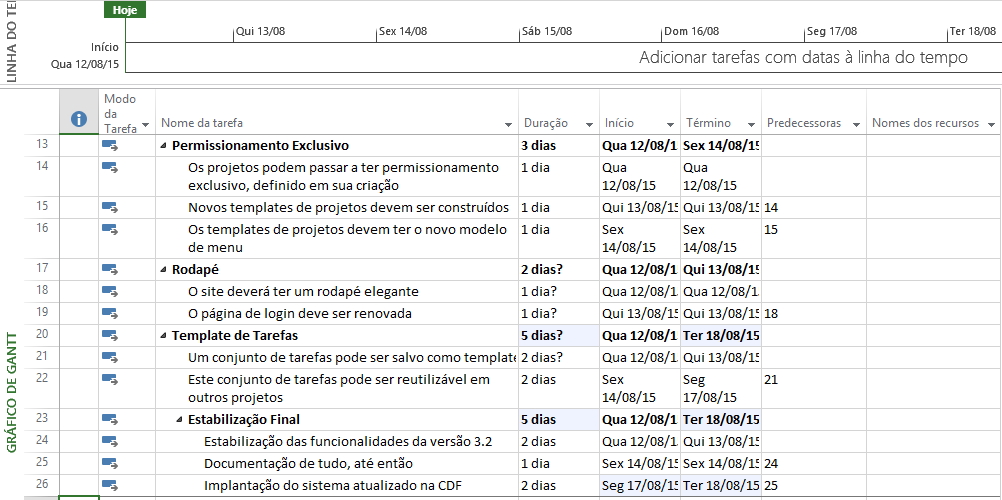 Hoje
LINHA DO TE
Qui 13/08
Sex 14/08
Sáb 15/08
Dom 16/08
Seg 17/08
Ter 18/08
Início
Qua 12/08/15
Adicionar tarefas com datas à linha do tempo
GRÁFICO DE GANTT
Modo
da
Tarefa
Nome da tarefa
Duração
Início
Término
Predecessoras
Nomes dos recursos
13 Permissionamento Exclusivo 3 dias Qua 12/08/1 Sex 14/08/15
14 Os projetos podem passar a ter permissionamento 1 dia Qua Qua
exclusivo, definido em sua criação 12/08/15 12/08/15
15 Novos templates de projetos devem ser construídos 1 dia Qui 13/08/15 Qui 13/08/15 14
16 Os templates de projetos devem ter o novo modelo 1 dia Sex Sex 15
de menu 14/08/15 14/08/15
17 Rodapé 2 dias? Qua 12/08/1 Qui 13/08/15
18 O site deverá ter um rodapé elegante 1 dia? Qua 12/08/1 Qua 12/08/1
19 O página de login deve ser renovada 1 dia? Qui 13/08/15 Qui 13/08/15 18
20 Template de Tarefas 5 dias? Qua 12/08/1 Ter 18/08/15
21 Um conjunto de tarefas pode ser salvo como template 2 dias? Qua 12/08/1 Qui 13/08/15
22 Este conjunto de tarefas pode ser reutilizável em 2 dias Sex Seg 21
outros projetos 14/08/15 17/08/15
23 Estabilização Final 5 dias Qua 12/08/1 Ter 18/08/15
24 Estabilização das funcionalidades da versão 3.2 2 dias Qua 12/08/1 Qui 13/08/15
25 Documentação de tudo, até então 1 dia Sex 14/08/15 Sex 14/08/15 24
26 Implantação do sistema atualizado na CDF 2 dias Seg 17/08/15 Ter 18/08/15 25